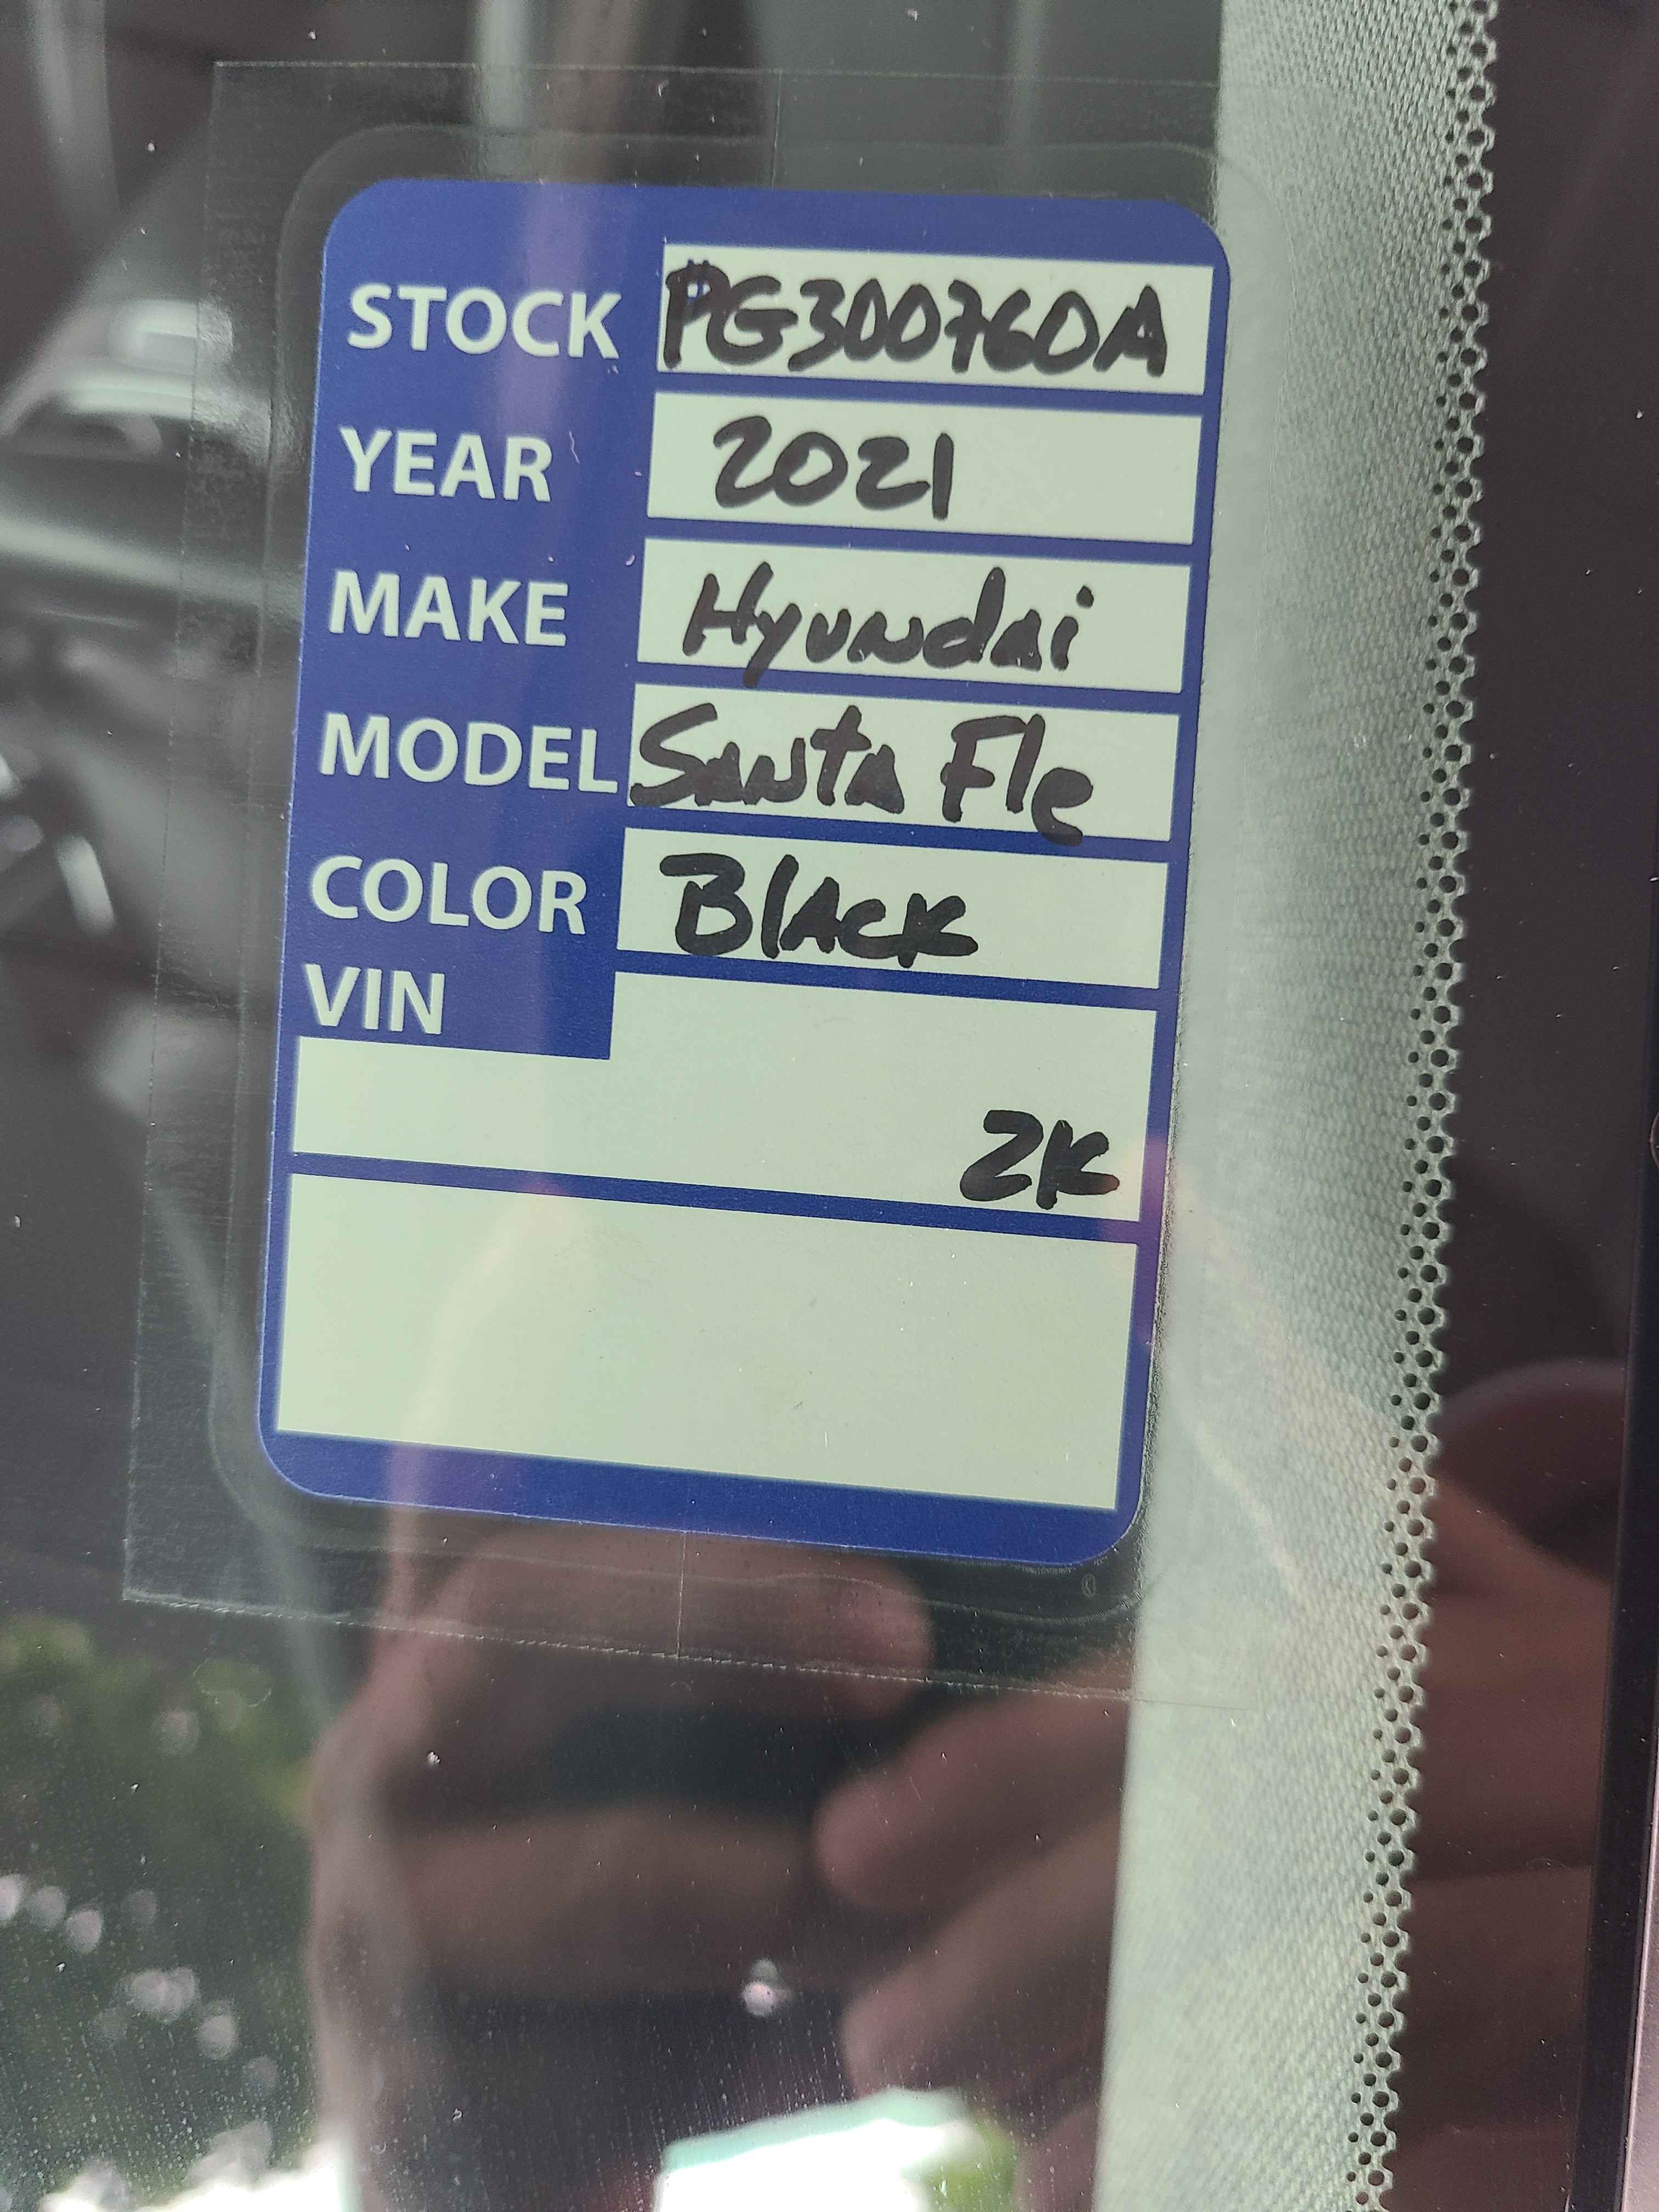 STOCK PG300760A
YEAR 2021
MAKE Hyundai
MODEL Santa Fle
COLOR Black
VIN
2K